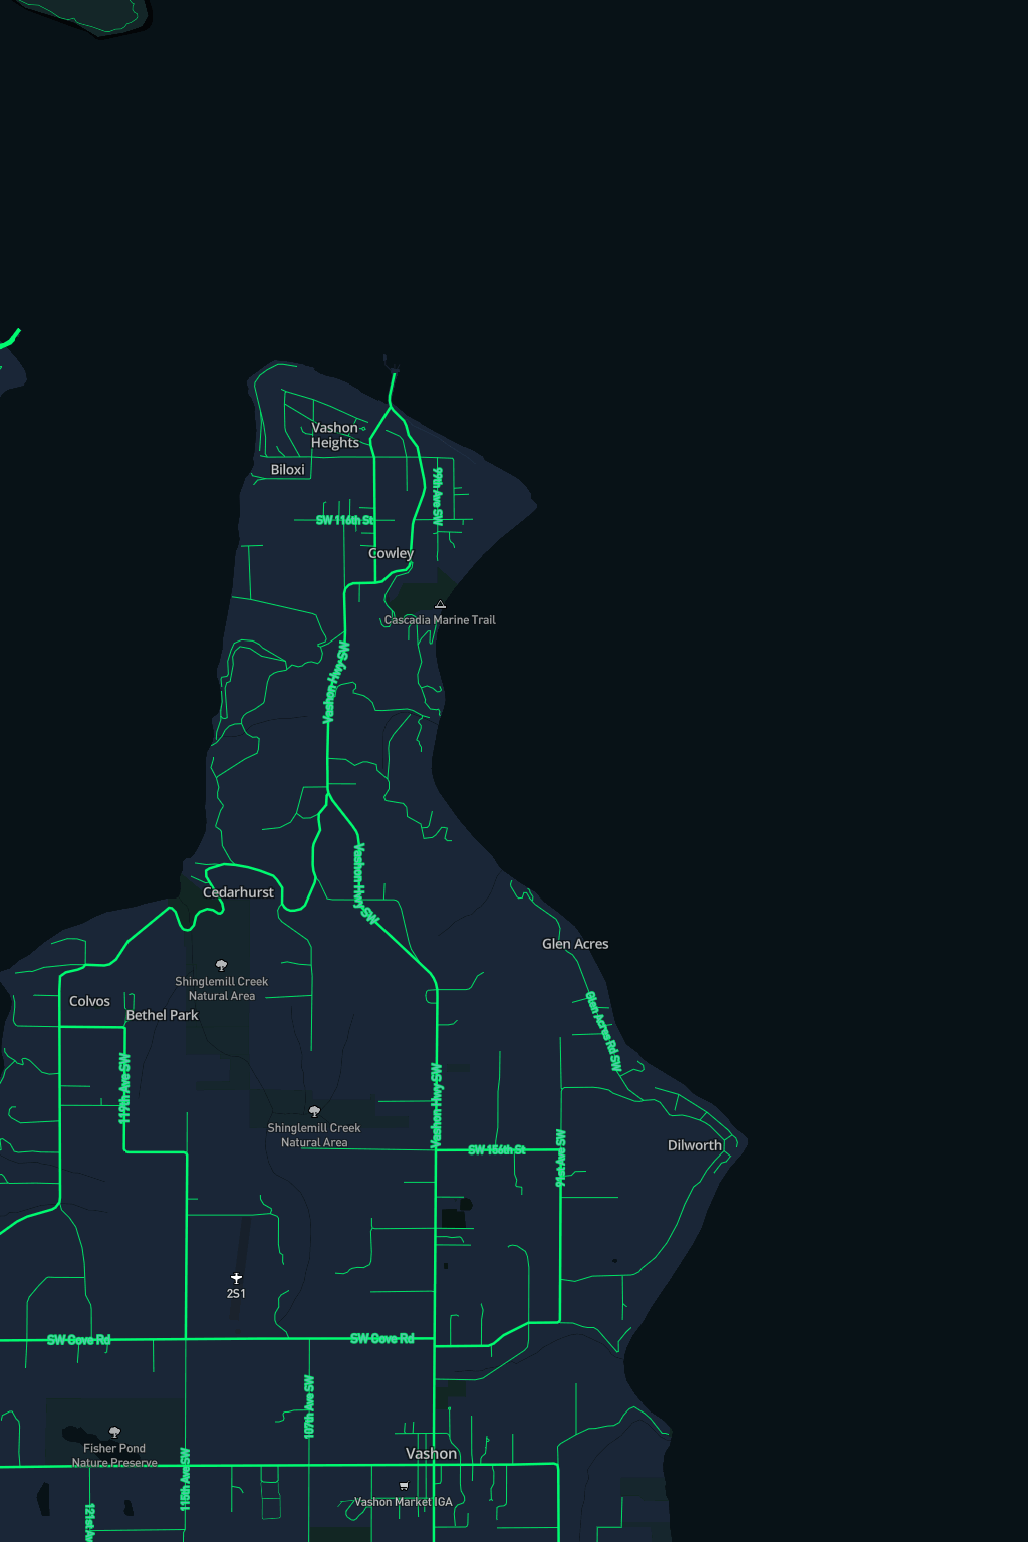 Vashon
Heights
Biloxi
99th Ave SW
SW 116th St
Cowley
Cascadia Marine Trail
Vashon Hwy SW
Vashon Hwy SW
Cedarhurst
Glen Acres
Shinglemill Creek
Natural Area
Colvos
Bethel Park
Glen Acres Rd SW
119th Ave SW
Vashon Hwy SW
Shinglemill Creek
Natural Area
SW 156th St
91st Ave SW
Dilworth
2S1
SW Cove Rd
SW Cove Rd
107th Ave SW
Fisher Pond
Nature Preserve
Vashon
115th Ave SW
Vashon Market IGA
121st Av